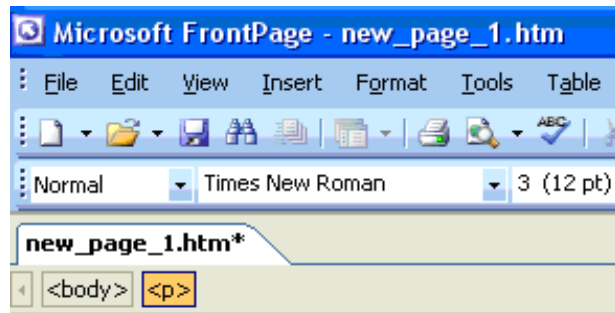 Microsoft FrontPage - new_page_1.htm
File Edit View Insert Format Tools Table
ABC
Normal Times New Roman 3 (12 pt)
new_page_1.htm*
<body> <p>